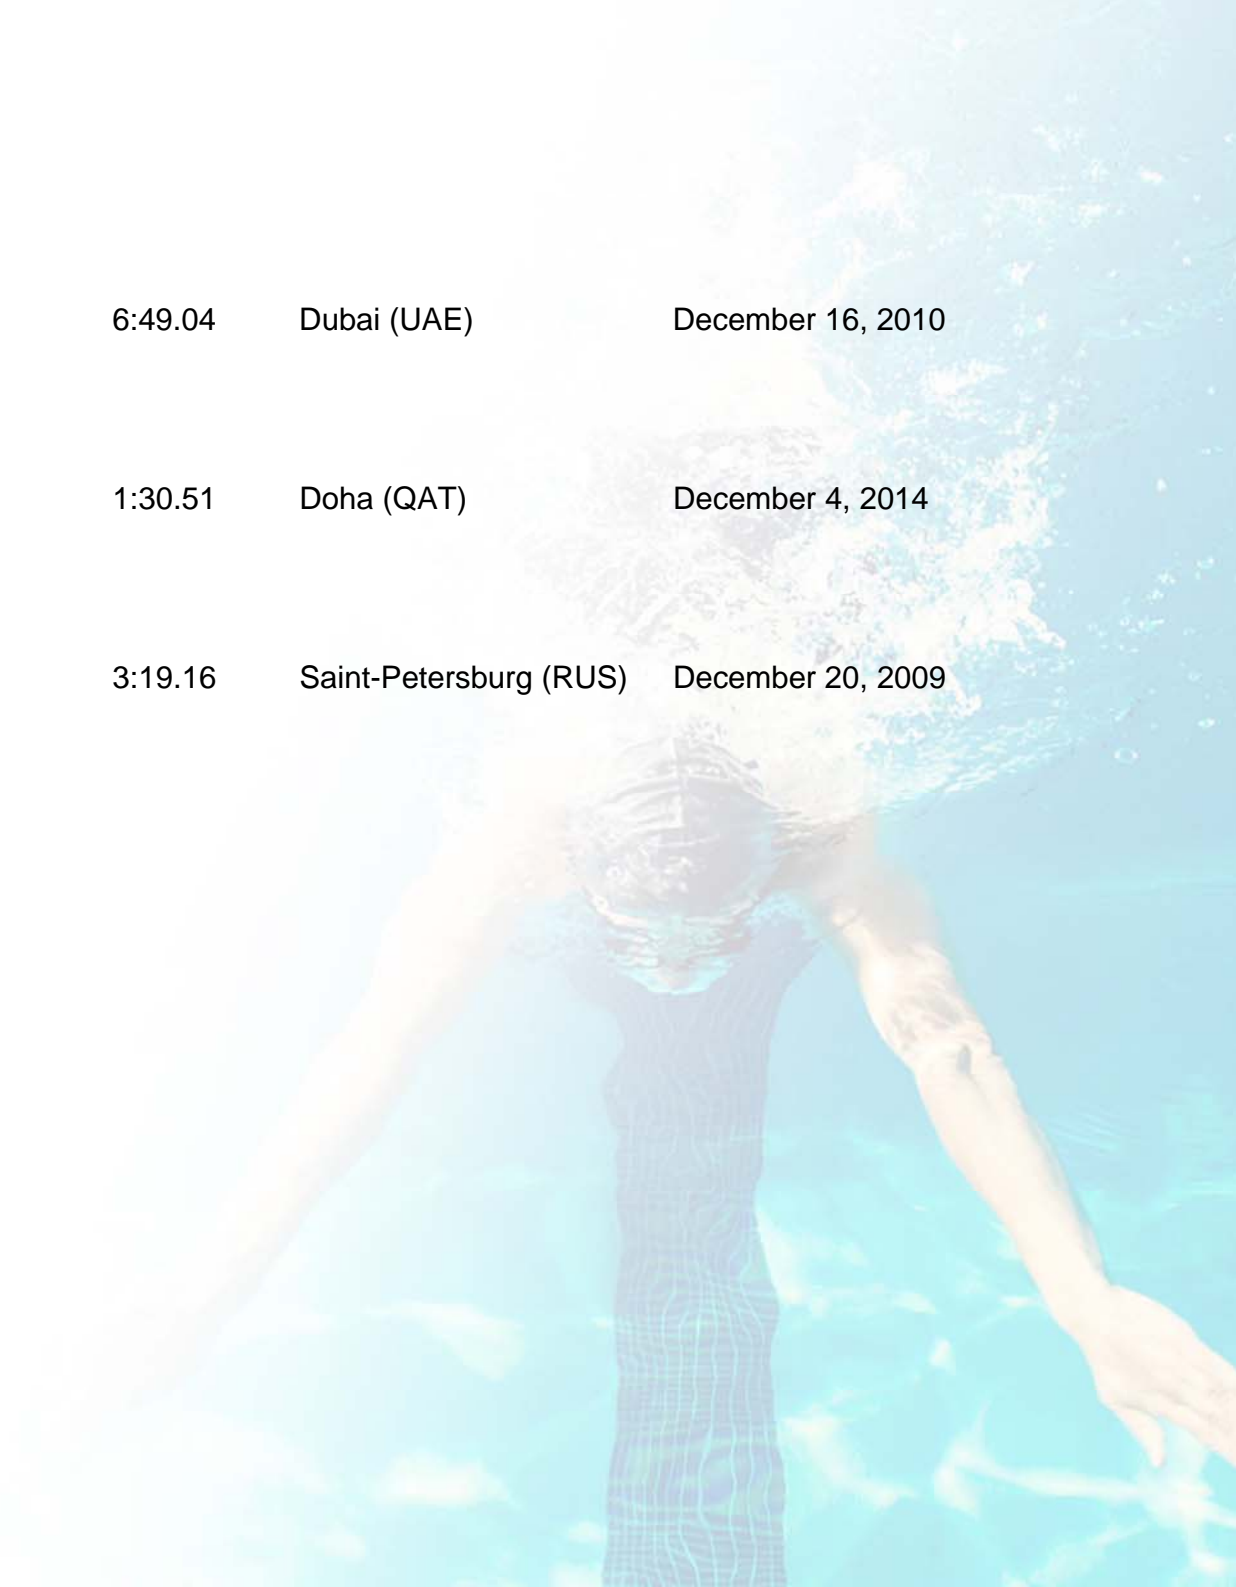 6:49.04 Dubai (UAE) December 16, 2010
1:30.51 Doha (QAT) December 4, 2014
3:19.16 Saint-Petersburg (RUS) December 20, 2009